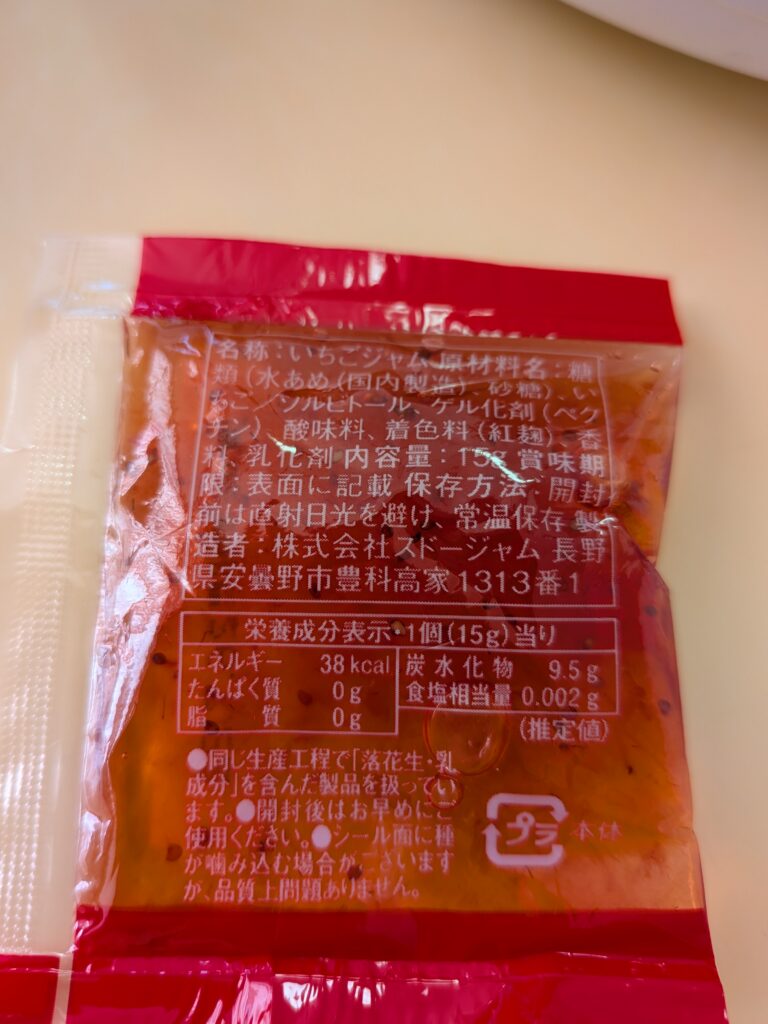 名称：いちごジャム 原材料名：糖
類（水あめ（国内製造）、砂糖）、い
ちご／ソルビトール、ゲル化剤（ペク
チン）、酸味料、着色料（紅麹）、香
料、乳化剤 内容量：15g 賞味期
限：表面に記載 保存方法：開封
前は直射日光を避け、常温保存 製
造者：株式会社スドージャム 長野
県安曇野市豊科高家1313番1
栄養成分表示・1個(15g)当り
エネルギー 38kcal
たんぱく質 0g
脂質 0g
炭水化物 9.5g
食塩相当量 0.002g
(推定値)
●同じ生産工程で「落花生・乳
成分」を含んだ製品を扱ってい
ます。●開封後はお早めにご
使用ください。●シール面に種
が噛み込む場合がございます
が、品質上問題ありません。
プラ 本体